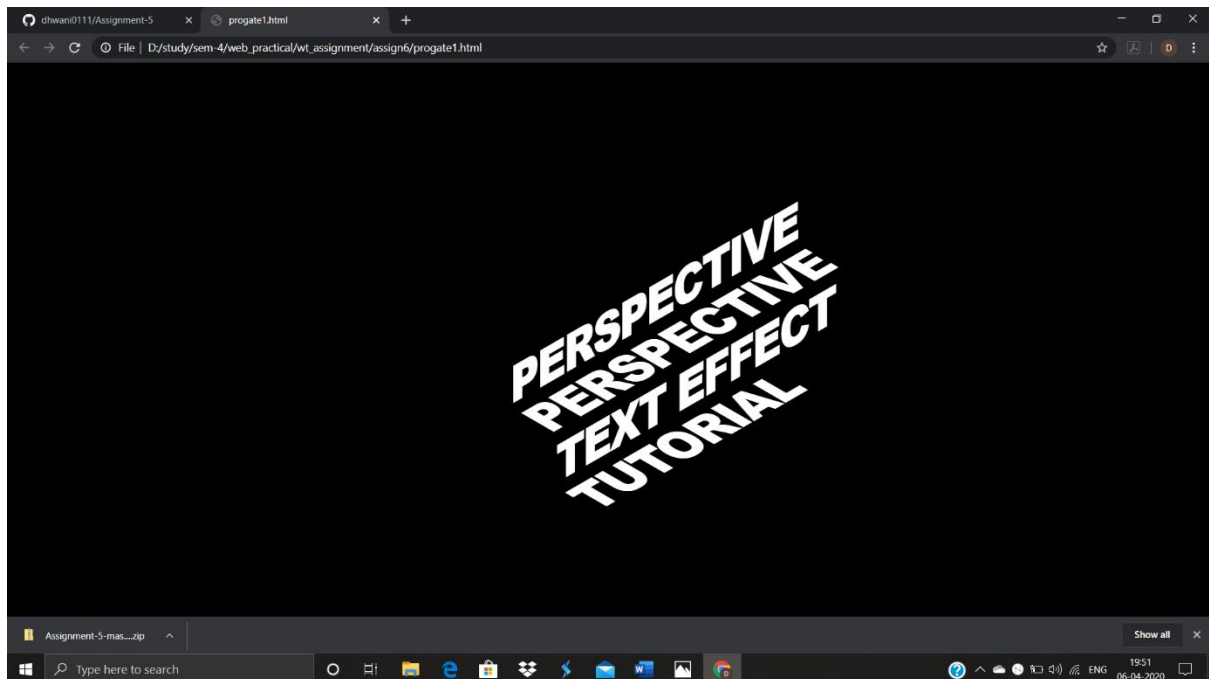 dhwani0111/Assignment-5
progate1.html
File | D:/study/sem-4/web_practical/wt_assignment/assign6/progate1.html
D
PERSPECTIVE
PERSPECTIVE
TEXT EFFECT
TUTORIAL
Assignment-5-mas....zip
Show all
Type here to search
ENG
19:51
06-04-2020